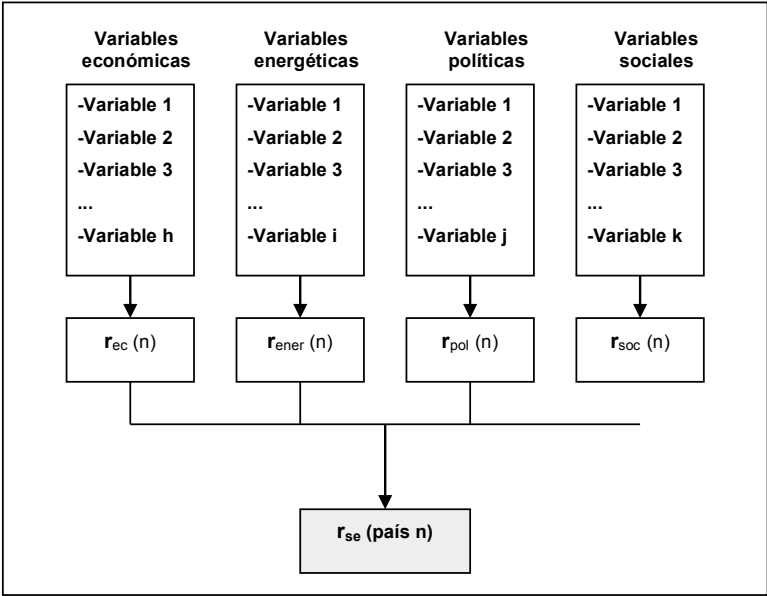 Variables económicas
-Variable 1
-Variable 2
-Variable 3
...
-Variable h
rec (n)
Variables energéticas
-Variable 1
-Variable 2
-Variable 3
...
-Variable i
rener (n)
Variables políticas
-Variable 1
-Variable 2
-Variable 3
...
-Variable j
rpol (n)
Variables sociales
-Variable 1
-Variable 2
-Variable 3
...
-Variable k
rsoc (n)
rse (país n)